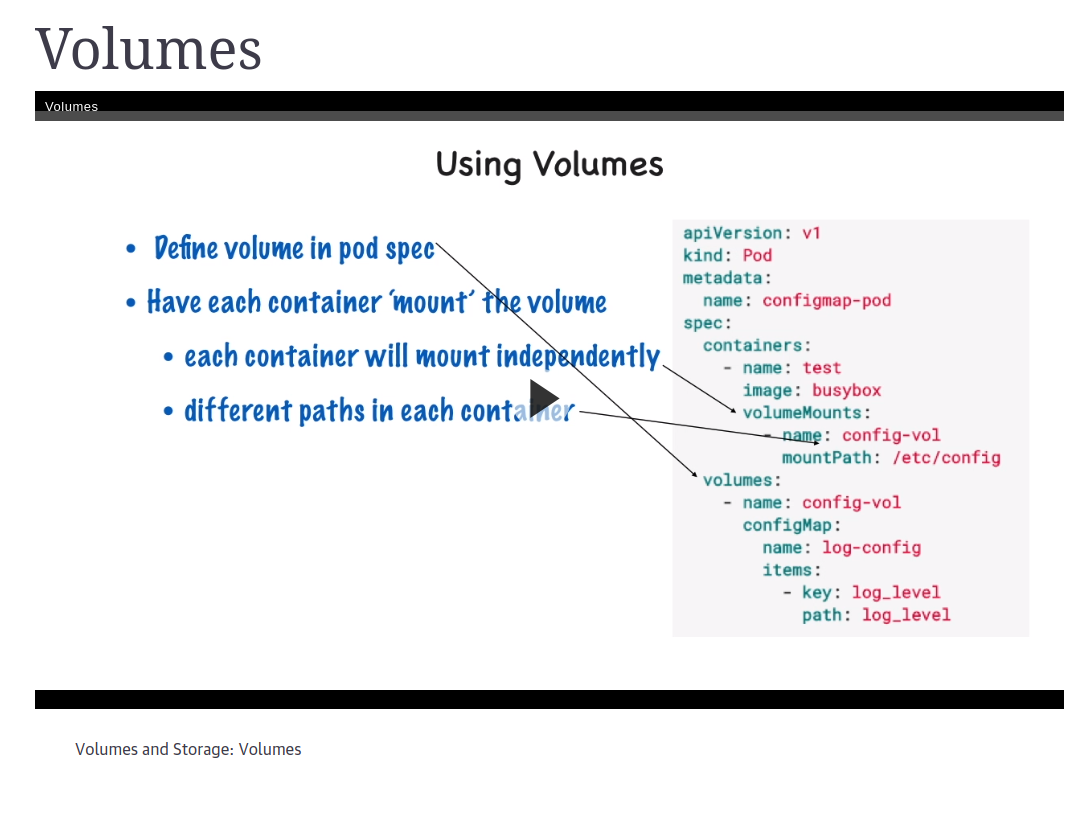 Volumes
Volumes
Using Volumes
• Define volume in pod spec
• Have each container ‘mount’ the volume
• each container will mount independently
• different paths in each container
apiVersion: v1
kind: Pod
metadata:
  name: configmap-pod
spec:
  containers:
    - name: test
      image: busybox
      volumeMounts:
        - name: config-vol
          mountPath: /etc/config
  volumes:
    - name: config-vol
      configMap:
        name: log-config
        items:
          - key: log_level
            path: log_level
Volumes and Storage: Volumes